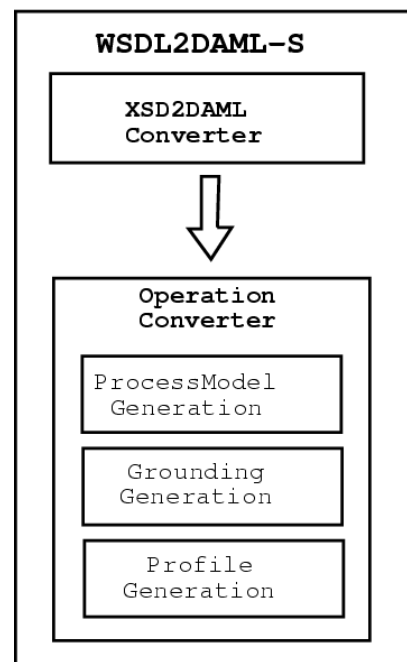 WSDL2DAML-S
XSD2DAML
Converter
Operation
Converter
ProcessModel
Generation
Grounding
Generation
Profile
Generation